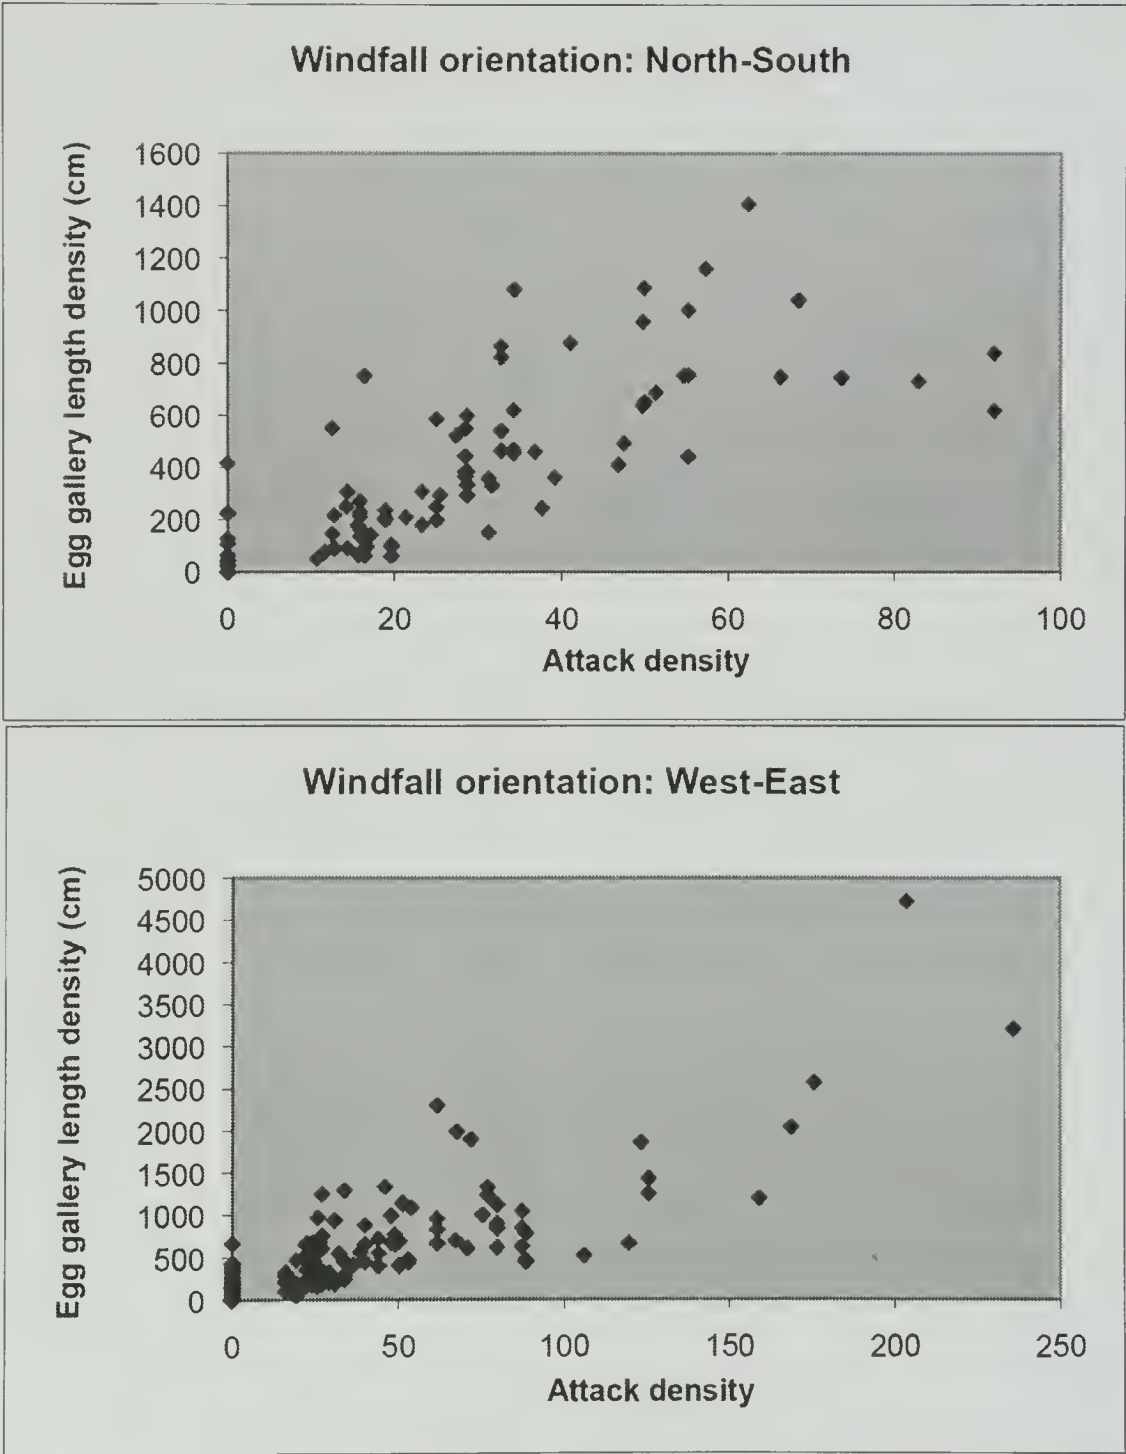 Windfall orientation: North-South
Egg gallery length density (cm)
1600
1400
1200
1000
800
600
400
200
0
0 20 40 60 80 100
Attack density
Windfall orientation: West-East
Egg gallery length density (cm)
5000
4500
4000
3500
3000
2500
2000
1500
1000
500
0
0 50 100 150 200 250
Attack density